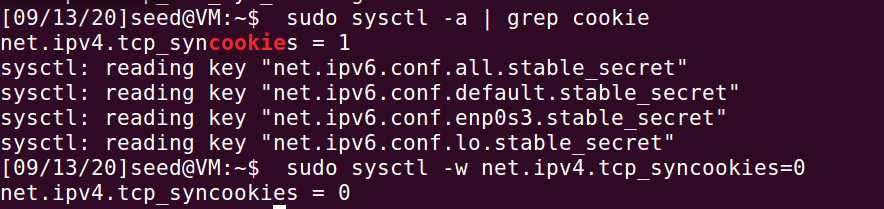 [09/13/20]seed@VM:~$  sudo sysctl -a | grep cookie
net.ipv4.tcp_syncookies = 1
sysctl: reading key "net.ipv6.conf.all.stable_secret"
sysctl: reading key "net.ipv6.conf.default.stable_secret"
sysctl: reading key "net.ipv6.conf.enp0s3.stable_secret"
sysctl: reading key "net.ipv6.conf.lo.stable_secret"
[09/13/20]seed@VM:~$  sudo sysctl -w net.ipv4.tcp_syncookies=0
net.ipv4.tcp_syncookies = 0